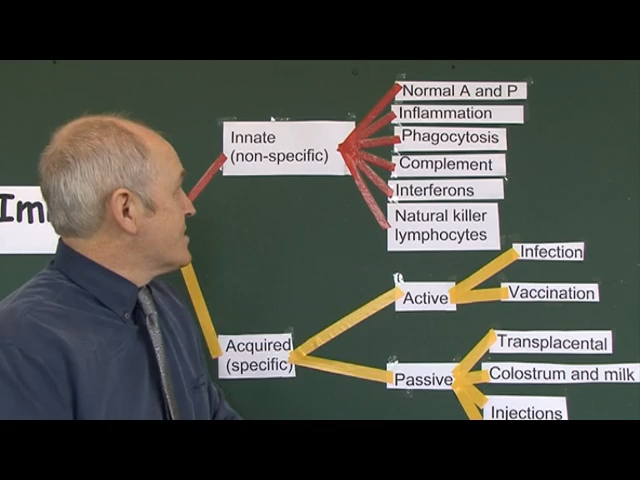 Im
Innate
(non-specific)
Normal A and P
Inflammation
Phagocytosis
Complement
Interferons
Natural killer
lymphocytes
Acquired
(specific)
Active
Infection
Vaccination
Passive
Transplacental
Colostrum and milk
Injections